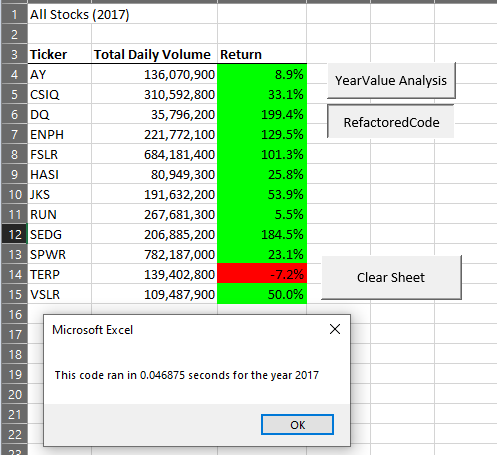 1 All Stocks (2017)
2
3 Ticker Total Daily Volume Return
4 AY 136,070,900 8.9%
YearValue Analysis
5 CSIQ 310,592,800 33.1%
6 DQ 35,796,200 199.4%
RefactoredCode
7 ENPH 221,772,100 129.5%
8 FSLR 684,181,400 101.3%
9 HASI 80,949,300 25.8%
10 JKS 191,632,200 53.9%
11 RUN 267,681,300 5.5%
12 SEDG 206,885,200 184.5%
13 SPWR 782,187,000 23.1%
14 TERP 139,402,800 -7.2%
Clear Sheet
15 VSLR 109,487,900 50.0%
16
17 Microsoft Excel
18
19 This code ran in 0.046875 seconds for the year 2017
20
21
22 OK
23